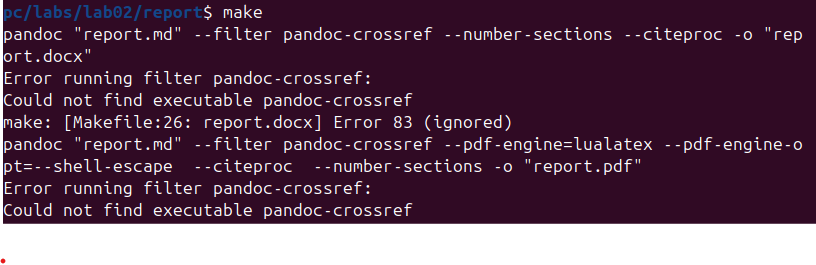 pc/labs/lab02/report$ make
pandoc "report.md" --filter pandoc-crossref --number-sections --citeproc -o "rep
ort.docx"
Error running filter pandoc-crossref:
Could not find executable pandoc-crossref
make: [Makefile:26: report.docx] Error 83 (ignored)
pandoc "report.md" --filter pandoc-crossref --pdf-engine=lualatex --pdf-engine-o
pt=--shell-escape  --citeproc  --number-sections -o "report.pdf"
Error running filter pandoc-crossref:
Could not find executable pandoc-crossref